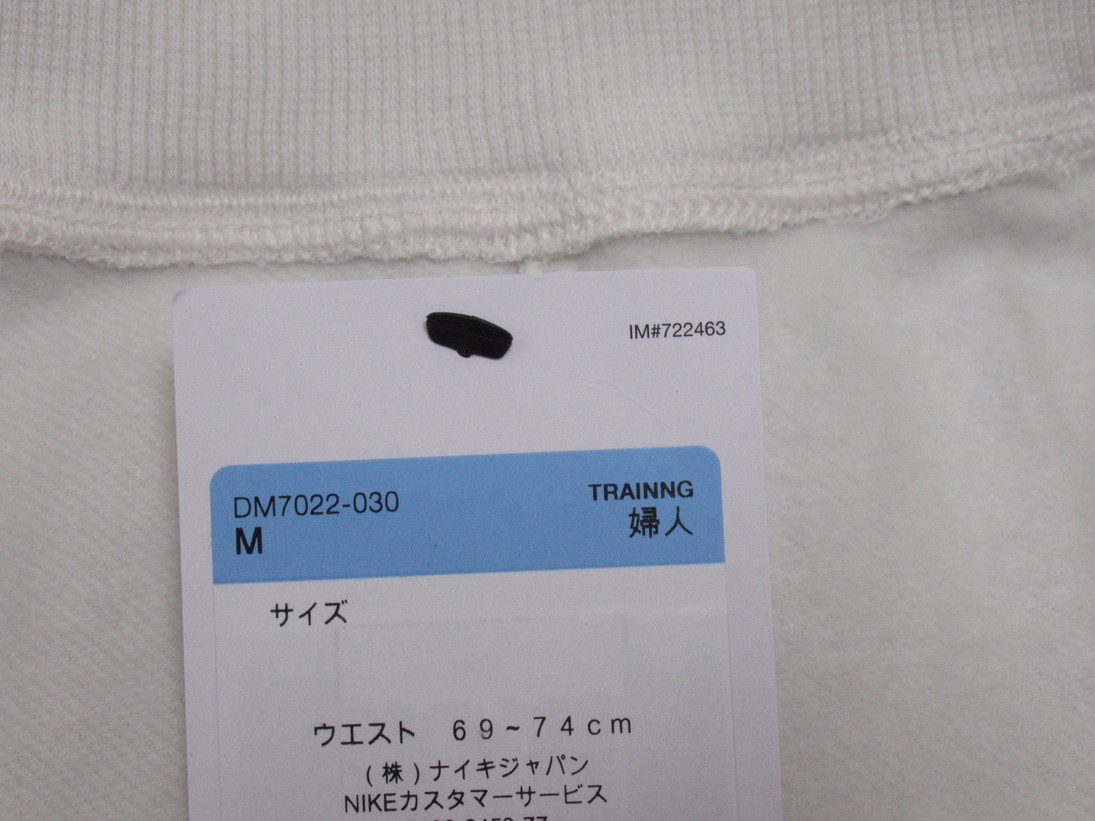 IM#722463
DM7022-030
TRAINNG
M
婦人
サイズ
ウエスト 69~74cm
(株)ナイキジャパン
NIKEカスタマーサービス